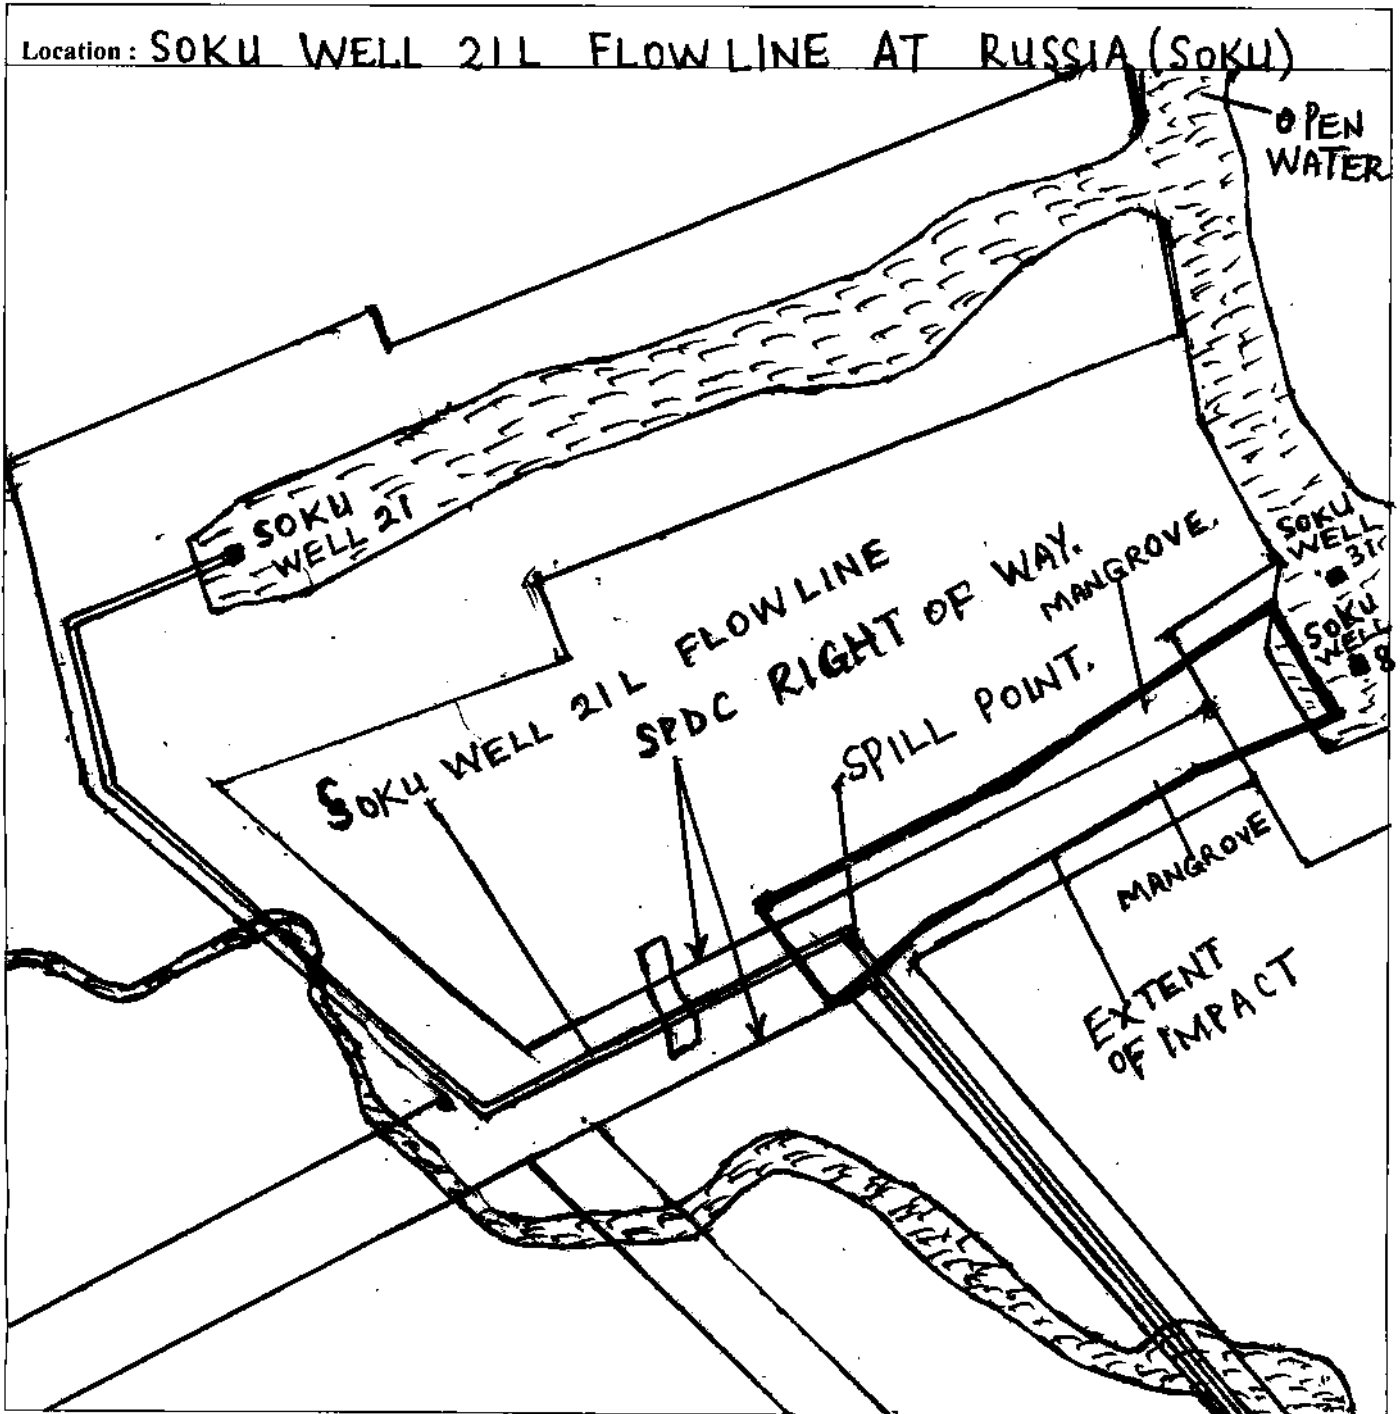 Location : SOKU WELL 21L FLOWLINE AT RUSSIA (SOKU)
OPEN
WATER
SOKU
WELL 21
SOKU
WELL
SOKU
WELL
8
SOKU WELL 21L FLOWLINE
SPDC RIGHT OF WAY.
MANGROVE.
SPILL POINT.
MANGROVE
EXTENT
OF IMPACT